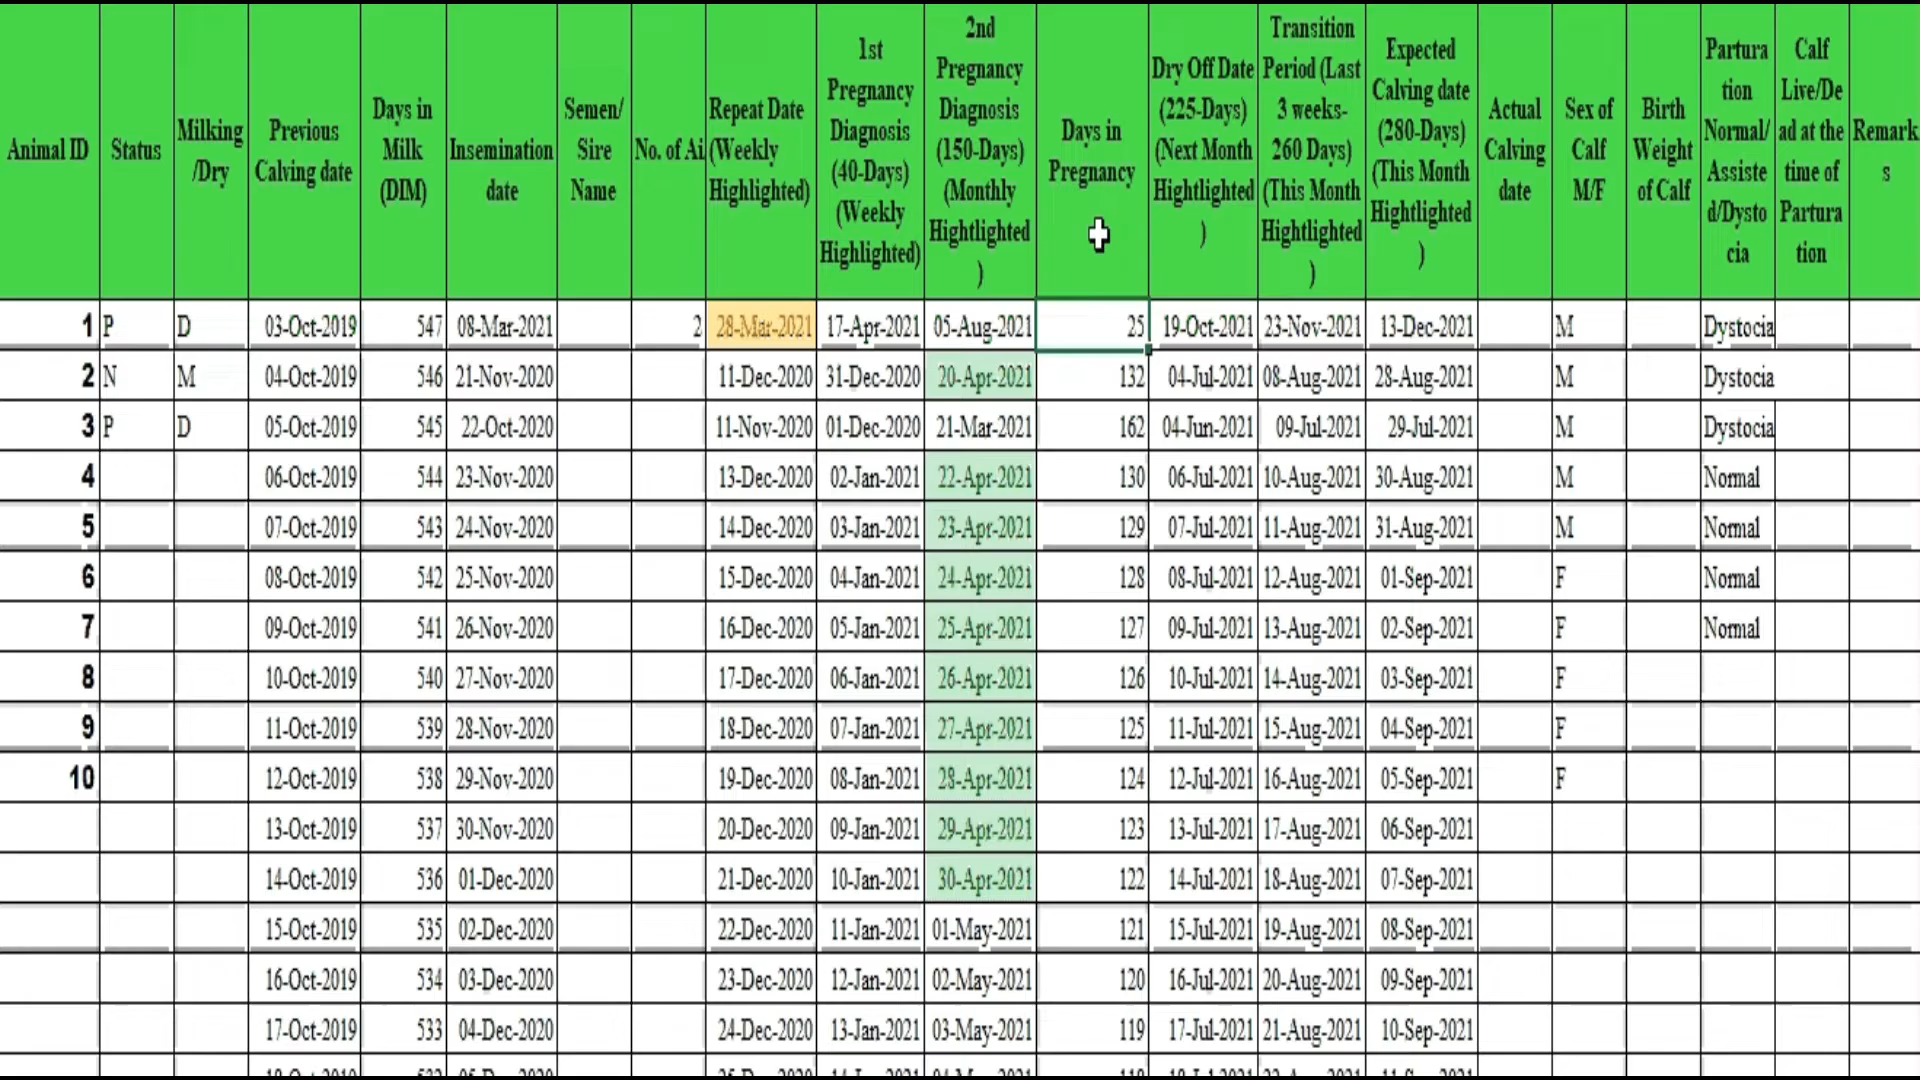 Animal ID
Status
Milking
/Dry
Previous
Calving date
Days in
Milk
(DIM)
Insemination
date
Semen/
Sire
Name
No. of Ai
Repeat Date
(Weekly
Highlighted)
1st
Pregnancy
Diagnosis
(40-Days)
(Weekly
Highlighted)
2nd
Pregnancy
Diagnosis
(150-Days)
(Monthly
Hightlighted
)
Days in
Pregnancy
Dry Off Date
(225-Days)
(Next Month
Hightlighted
)
Transition
Period (Last
3 weeks-
260 Days)
(This Month
Hightlighted
)
Expected
Calving date
(280-Days)
(This Month
Hightlighted
)
Actual
Calving
date
Sex of
Calf
M/F
Birth
Weight
of Calf
Partura
tion
Normal/
Assiste
d/Dysto
cia
Calf
Live/De
ad at the
time of
Partura
tion
Remark
s
1 P D 03-Oct-2019 547 08-Mar-2021 2 28-Mar-2021 17-Apr-2021 05-Aug-2021 25 19-Oct-2021 23-Nov-2021 13-Dec-2021 M Dystocia
2 N M 04-Oct-2019 546 21-Nov-2020 11-Dec-2020 31-Dec-2020 20-Apr-2021 132 04-Jul-2021 08-Aug-2021 28-Aug-2021 M Dystocia
3 P D 05-Oct-2019 545 22-Oct-2020 11-Nov-2020 01-Dec-2020 21-Mar-2021 162 04-Jun-2021 09-Jul-2021 29-Jul-2021 M Dystocia
4 06-Oct-2019 544 23-Nov-2020 13-Dec-2020 02-Jan-2021 22-Apr-2021 130 06-Jul-2021 10-Aug-2021 30-Aug-2021 M Normal
5 07-Oct-2019 543 24-Nov-2020 14-Dec-2020 03-Jan-2021 23-Apr-2021 129 07-Jul-2021 11-Aug-2021 31-Aug-2021 M Normal
6 08-Oct-2019 542 25-Nov-2020 15-Dec-2020 04-Jan-2021 24-Apr-2021 128 08-Jul-2021 12-Aug-2021 01-Sep-2021 F Normal
7 09-Oct-2019 541 26-Nov-2020 16-Dec-2020 05-Jan-2021 25-Apr-2021 127 09-Jul-2021 13-Aug-2021 02-Sep-2021 F Normal
8 10-Oct-2019 540 27-Nov-2020 17-Dec-2020 06-Jan-2021 26-Apr-2021 126 10-Jul-2021 14-Aug-2021 03-Sep-2021 F
9 11-Oct-2019 539 28-Nov-2020 18-Dec-2020 07-Jan-2021 27-Apr-2021 125 11-Jul-2021 15-Aug-2021 04-Sep-2021 F
10 12-Oct-2019 538 29-Nov-2020 19-Dec-2020 08-Jan-2021 28-Apr-2021 124 12-Jul-2021 16-Aug-2021 05-Sep-2021 F
13-Oct-2019 537 30-Nov-2020 20-Dec-2020 09-Jan-2021 29-Apr-2021 123 13-Jul-2021 17-Aug-2021 06-Sep-2021
14-Oct-2019 536 01-Dec-2020 21-Dec-2020 10-Jan-2021 30-Apr-2021 122 14-Jul-2021 18-Aug-2021 07-Sep-2021
15-Oct-2019 535 02-Dec-2020 22-Dec-2020 11-Jan-2021 01-May-2021 121 15-Jul-2021 19-Aug-2021 08-Sep-2021
16-Oct-2019 534 03-Dec-2020 23-Dec-2020 12-Jan-2021 02-May-2021 120 16-Jul-2021 20-Aug-2021 09-Sep-2021
17-Oct-2019 533 04-Dec-2020 24-Dec-2020 13-Jan-2021 03-May-2021 119 17-Jul-2021 21-Aug-2021 10-Sep-2021